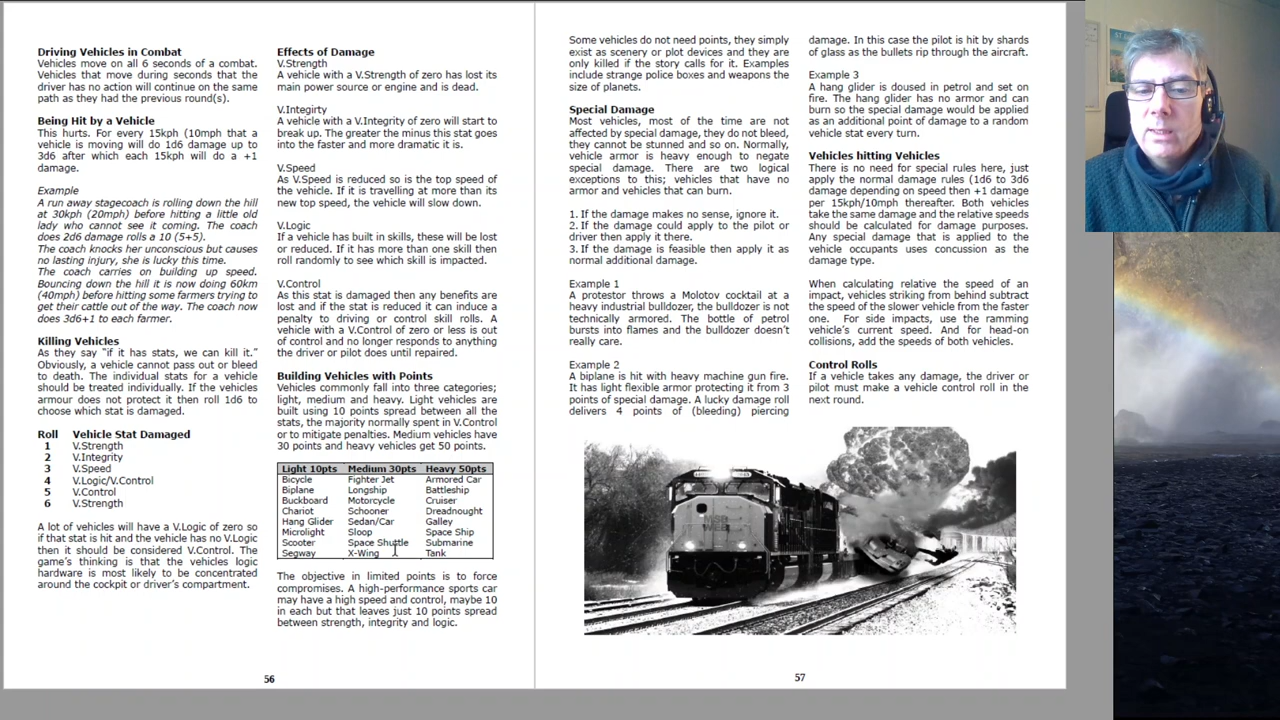 Driving Vehicles in Combat
Vehicles move on all 6 seconds of a combat.
Vehicles that move during seconds that the
driver has no action will continue on the same
path as they had the previous round(s).
Being Hit by a Vehicle
This hurts. For every 15kph (10mph that a
vehicle is moving will do 1d6 damage up to
3d6 after which each 15kph will do a +1
damage.
Example
A run away stagecoach is rolling down the hill
at 30kph (20mph) before hitting a little old
lady who cannot see it coming. The coach
does 2d6 damage rolls a 10 (5+5).
The coach knocks her unconscious but causes
no lasting injury, she is lucky this time.
The coach carries on building up speed.
Bouncing down the hill it is now doing 60km
(40mph) before hitting some farmers trying to
get their cattle out of the way. The coach now
does 3d6+1 to each farmer.
Killing Vehicles
As they say "if it has stats, we can kill it."
Obviously, a vehicle cannot pass out or bleed
to death. The individual stats for a vehicle
should be treated individually. If the vehicles
armour does not protect it then roll 1d6 to
choose which stat is damaged.
Roll Vehicle Stat Damaged
1 V.Strength
2 V.Integrity
3 V.Speed
4 V.Logic/V.Control
5 V.Control
6 V.Strength
A lot of vehicles will have a V.Logic of zero so
if that stat is hit and the vehicle has no V.Logic
then it should be considered V.Control. The
game's thinking is that the vehicles logic
hardware is most likely to be concentrated
around the cockpit or driver's compartment.
Effects of Damage
V.Strength
A vehicle with a V.Strength of zero has lost its
main power source or engine and is dead.
V.Integirty
A vehicle with a V.Integrity of zero will start to
break up. The greater the minus this stat goes
into the faster and more dramatic it is.
V.Speed
As V.Speed is reduced so is the top speed of
the vehicle. If it is travelling at more than its
new top speed, the vehicle will slow down.
V.Logic
If a vehicle has built in skills, these will be lost
or reduced. If it has more than one skill then
roll randomly to see which skill is impacted.
V.Control
As this stat is damaged then any benefits are
lost and if the stat is reduced it can induce a
penalty to driving or control skill rolls. A
vehicle with a V.Control of zero or less is out
of control and no longer responds to anything
the driver or pilot does until repaired.
Building Vehicles with Points
Vehicles commonly fall into three categories;
light, medium and heavy. Light vehicles are
built using 10 points spread between all the
stats, the majority normally spent in V.Control
or to mitigate penalties. Medium vehicles have
30 points and heavy vehicles get 50 points.
Light 10pts Medium 30pts Heavy 50pts
Bicycle Fighter Jet Armored Car
Biplane Longship Battleship
Buckboard Motorcycle Cruiser
Chariot Schooner Dreadnought
Hang Glider Sedan/Car Galley
Microlight Sloop Space Ship
Scooter Space Shuttle Submarine
Segway X-Wing Tank
The objective in limited points is to force
compromises. A high-performance sports car
may have a high speed and control, maybe 10
in each but that leaves just 10 points spread
between strength, integrity and logic.
56
Some vehicles do not need points, they simply
exist as scenery or plot devices and they are
only killed if the story calls for it. Examples
include strange police boxes and weapons the
size of planets.
Special Damage
Most vehicles, most of the time are not
affected by special damage, they do not bleed,
they cannot be stunned and so on. Normally,
vehicle armor is heavy enough to negate
special damage. There are two logical
exceptions to this; vehicles that have no
armor and vehicles that can burn.
1. If the damage makes no sense, ignore it.
2. If the damage could apply to the pilot or
driver then apply it there.
3. If the damage is feasible then apply it as
normal additional damage.
Example 1
A protestor throws a Molotov cocktail at a
heavy industrial bulldozer, the bulldozer is not
technically armored. The bottle of petrol
bursts into flames and the bulldozer doesn't
really care.
Example 2
A biplane is hit with heavy machine gun fire.
It has light flexible armor protecting it from 3
points of special damage. A lucky damage roll
delivers 4 points of (bleeding) piercing
damage. In this case the pilot is hit by shards
of glass as the bullets rip through the aircraft.
Example 3
A hang glider is doused in petrol and set on
fire. The hang glider has no armor and can
burn so the special damage would be applied
as an additional point of damage to a random
vehicle stat every turn.
Vehicles hitting Vehicles
There is no need for special rules here, just
apply the normal damage rules (1d6 to 3d6
damage depending on speed then +1 damage
per 15kph/10mph thereafter. Both vehicles
take the same damage and the relative speeds
should be calculated for damage purposes.
Any special damage that is applied to the
vehicle occupants uses concussion as the
damage type.
When calculating relative the speed of an
impact, vehicles striking from behind subtract
the speed of the slower vehicle from the faster
one. For side impacts, use the ramming
vehicle's current speed. And for head-on
collisions, add the speeds of both vehicles.
Control Rolls
If a vehicle takes any damage, the driver or
pilot must make a vehicle control roll in the
next round.
57